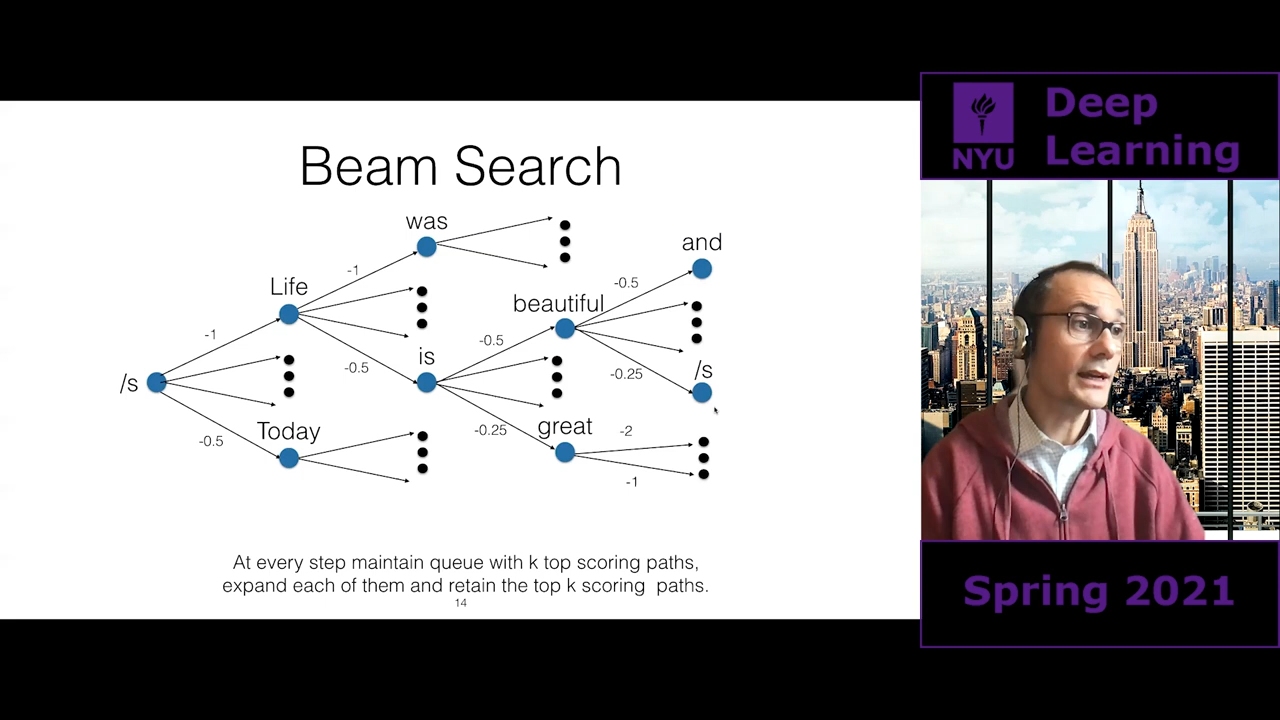 Beam Search
was
-1
and
Life
-0.5
beautiful
-1
-0.5
is
/s
/s
-0.5
-0.25
Today
-0.5
great
-0.25
-2
-1
At every step maintain queue with k top scoring paths,
expand each of them and retain the top k scoring paths.
14
NYU
Deep
Learning
Spring 2021